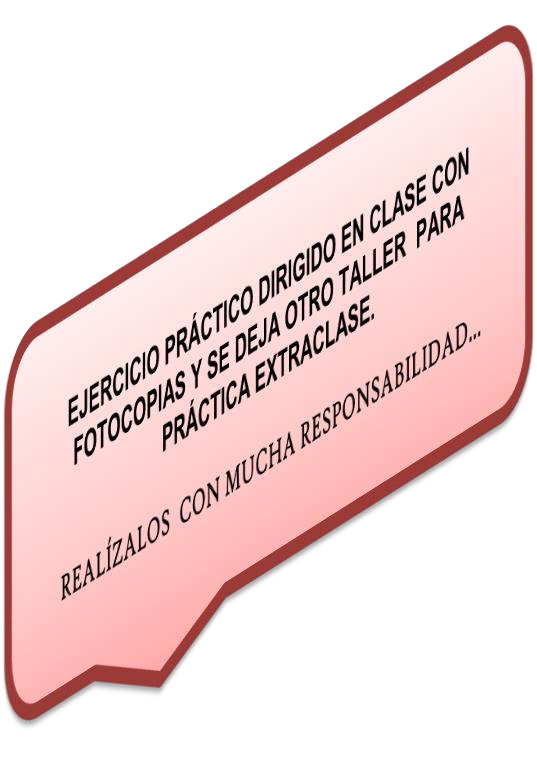 EJERCICIO PRÁCTICO DIRIGIDO EN CLASE CON
FOTOCOPIAS Y SE DEJA OTRO TALLER PARA
PRÁCTICA EXTRACLASE.
REALÍZALOS CON MUCHA RESPONSABILIDAD...